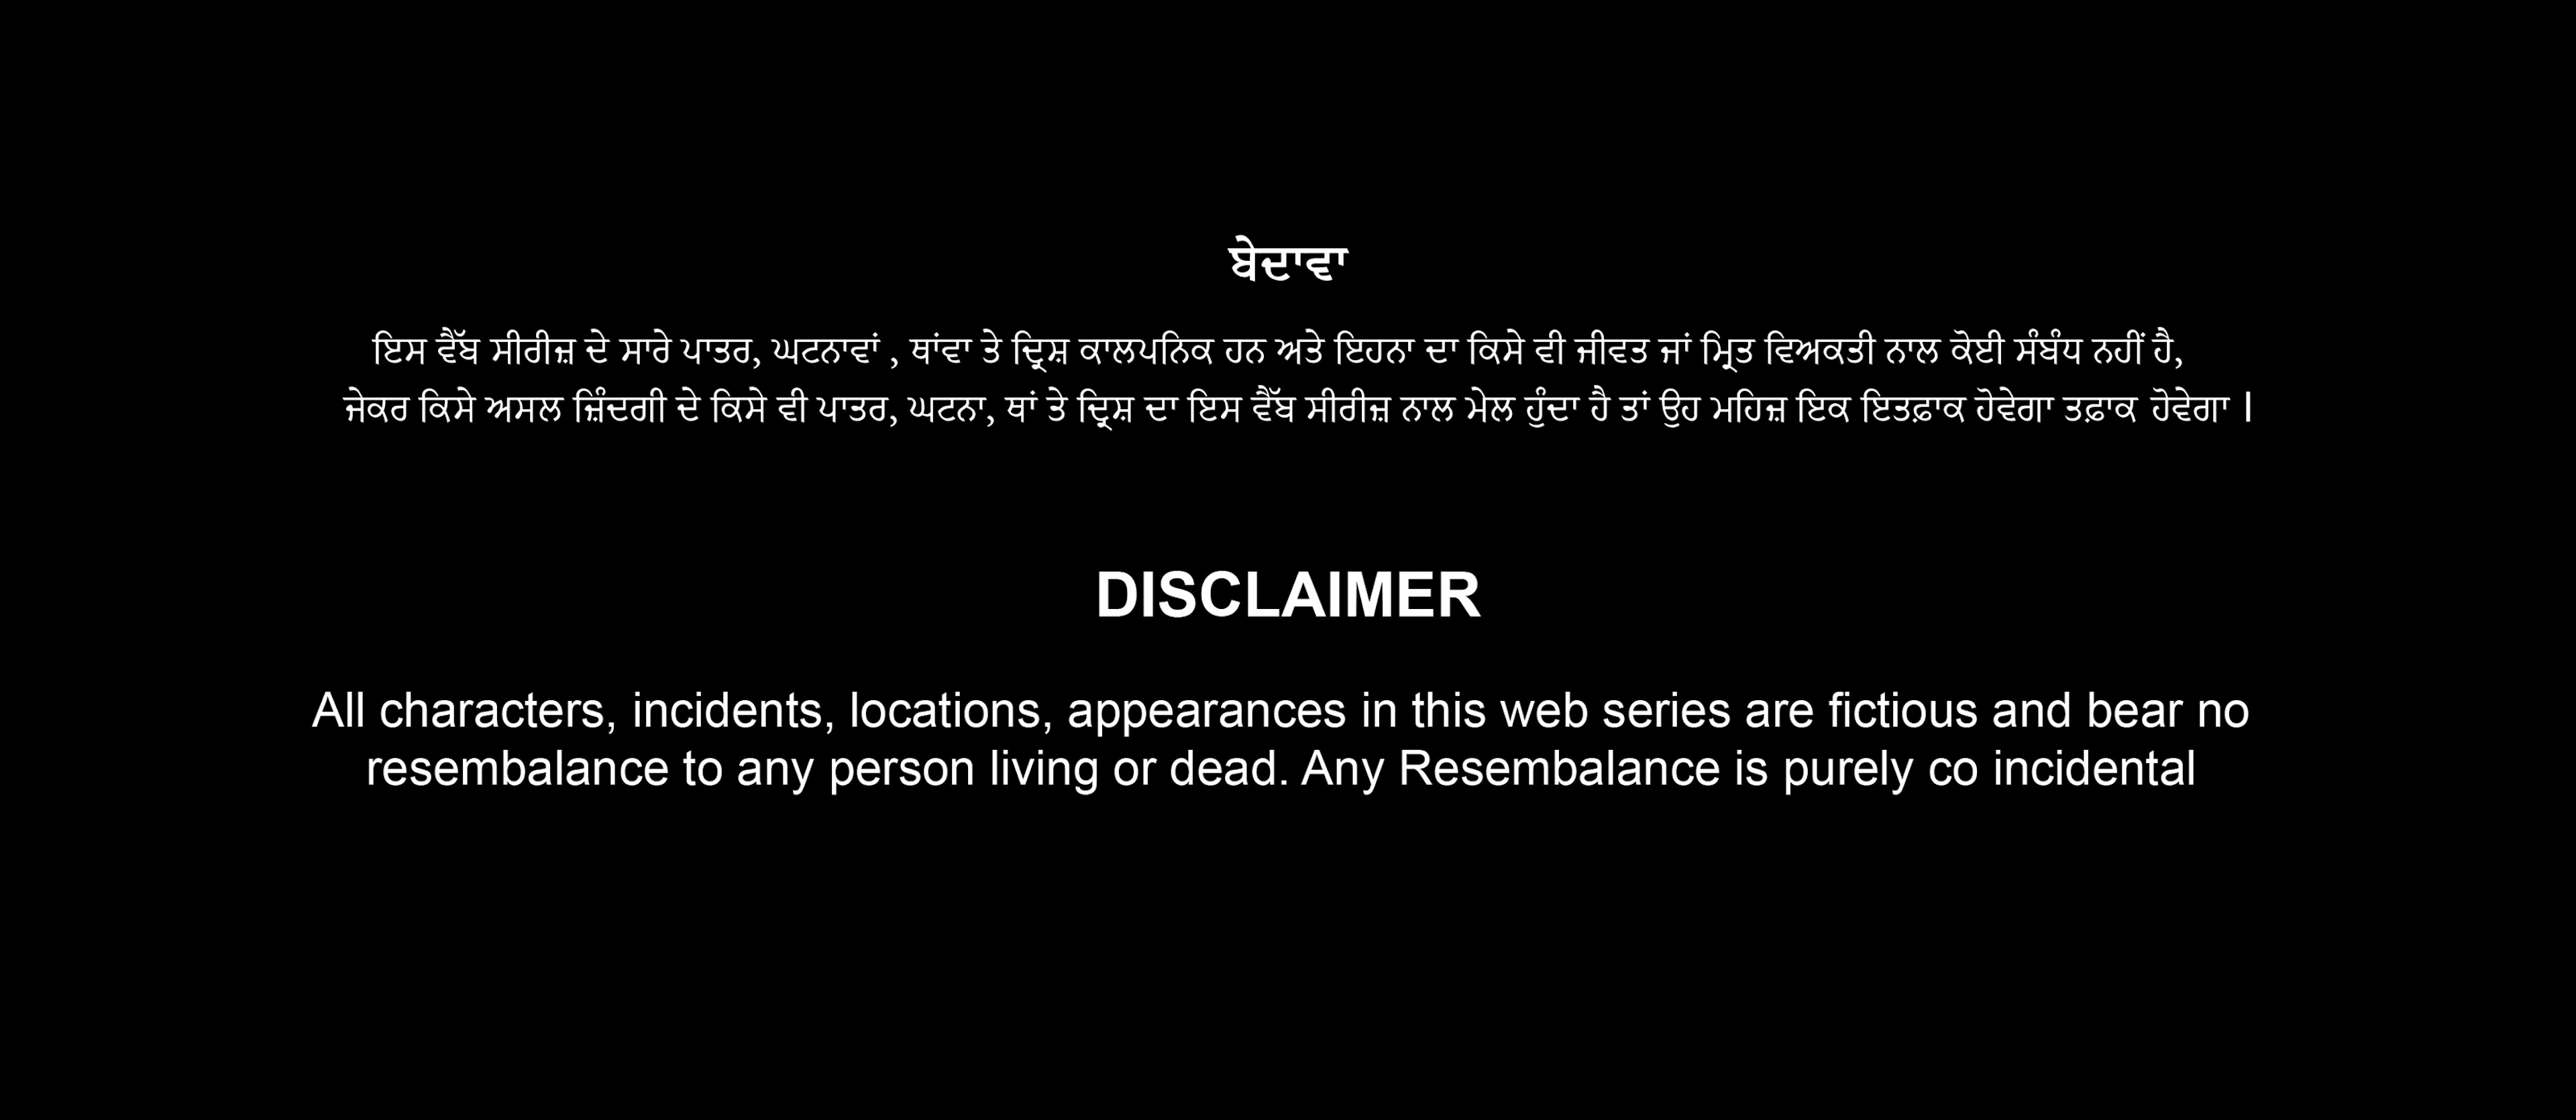 ਬੇਦਾਵਾ
ਇਸ ਵੈੱਬ ਸੀਰੀਜ਼ ਦੇ ਸਾਰੇ ਪਾਤਰ, ਘਟਨਾਵਾਂ , ਥਾਂਵਾ ਤੇ ਦ੍ਰਿਸ਼ ਕਾਲਪਨਿਕ ਹਨ ਅਤੇ ਇਹਨਾ ਦਾ ਕਿਸੇ ਵੀ ਜੀਵਤ ਜਾਂ ਮ੍ਰਿਤ ਵਿਅਕਤੀ ਨਾਲ ਕੋਈ ਸੰਬੰਧ ਨਹੀਂ ਹੈ,
ਜੇਕਰ ਕਿਸੇ ਅਸਲ ਜ਼ਿੰਦਗੀ ਦੇ ਕਿਸੇ ਵੀ ਪਾਤਰ, ਘਟਨਾ, ਥਾਂ ਤੇ ਦ੍ਰਿਸ਼ ਦਾ ਇਸ ਵੈੱਬ ਸੀਰੀਜ਼ ਨਾਲ ਮੇਲ ਹੁੰਦਾ ਹੈ ਤਾਂ ਉਹ ਮਹਿਜ਼ ਇਕ ਇਤਫ਼ਾਕ ਹੋਵੇਗਾ ਤਫ਼ਾਕ ਹੋਵੇਗਾ ।
DISCLAIMER
All characters, incidents, locations, appearances in this web series are fictious and bear no
resembalance to any person living or dead. Any Resembalance is purely co incidental